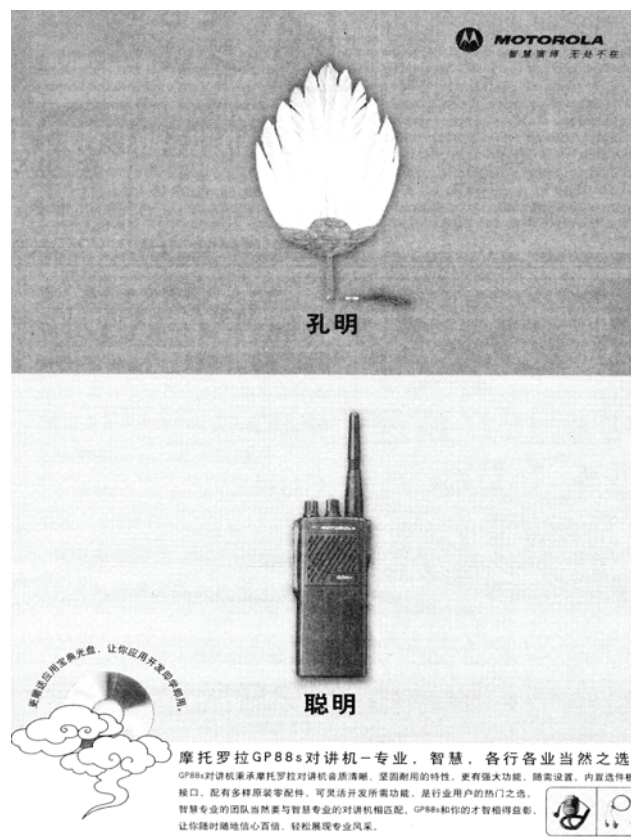 MOTOROLA
智慧演绎 无处不在
孔明
MOTOROLA
聪明
更赠送应用宝典光盘,让你应用开发即学即用。
摩托罗拉GP88s对讲机—专业,智慧,各行各业当然之选
GP88s对讲机秉承摩托罗拉对讲机音质清晰、坚固耐用的特性,更有强大功能,随需设置,内置选件板
接口,配有多样原装零配件,可灵活开发所需功能,是行业用户的热门之选。
智慧专业的团队当然要与智慧专业的对讲机相匹配。GP88s和你的才智相得益彰,
让你随时随地信心百倍,轻松展现专业风采。